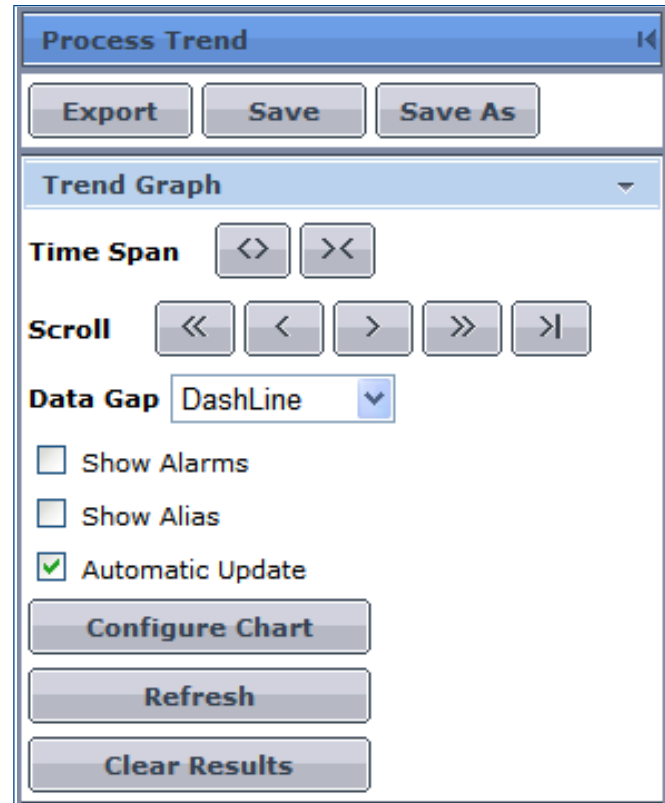 Process Trend
Export Save Save As
Trend Graph
Time Span <> ><
Scroll << < > >> >|
Data Gap DashLine
Show Alarms
Show Alias
Automatic Update
Configure Chart
Refresh
Clear Results